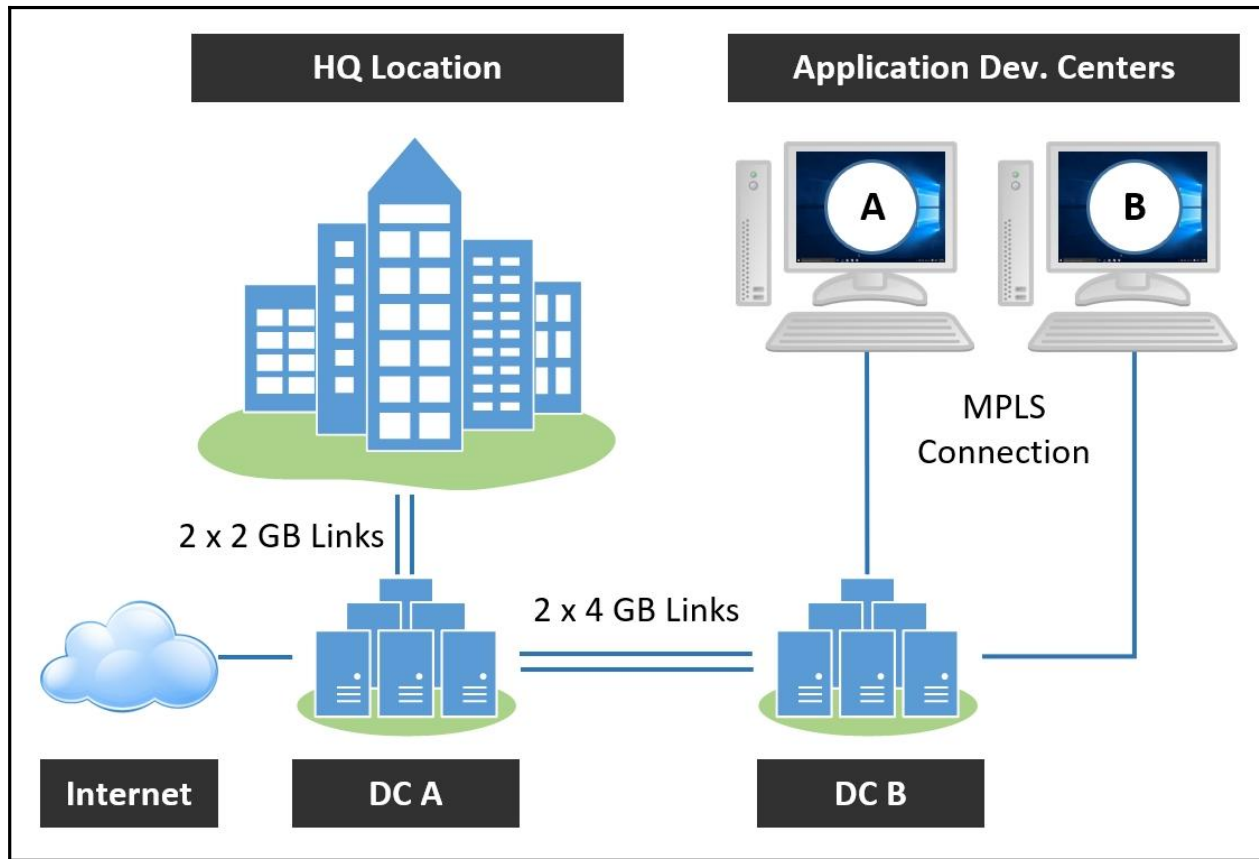 HQ Location
Application Dev. Centers
A
B
MPLS
Connection
2 x 2 GB Links
2 x 4 GB Links
Internet
DC A
DC B